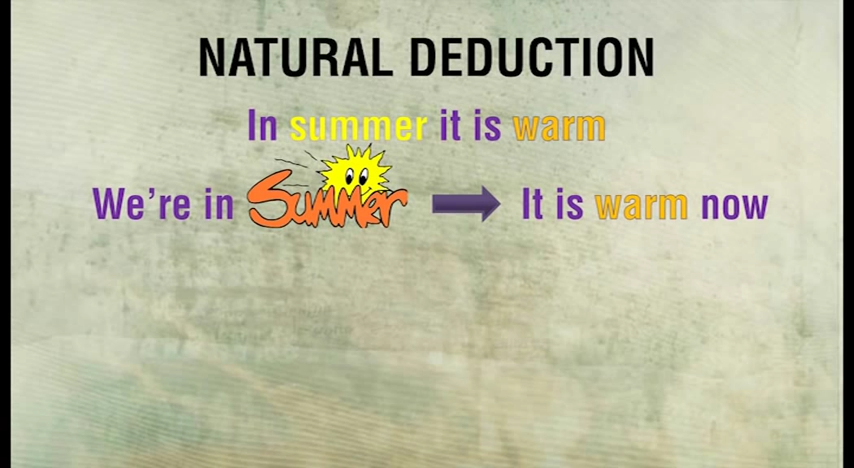 NATURAL DEDUCTION
In summer it is warm
We're in Summer It is warm now